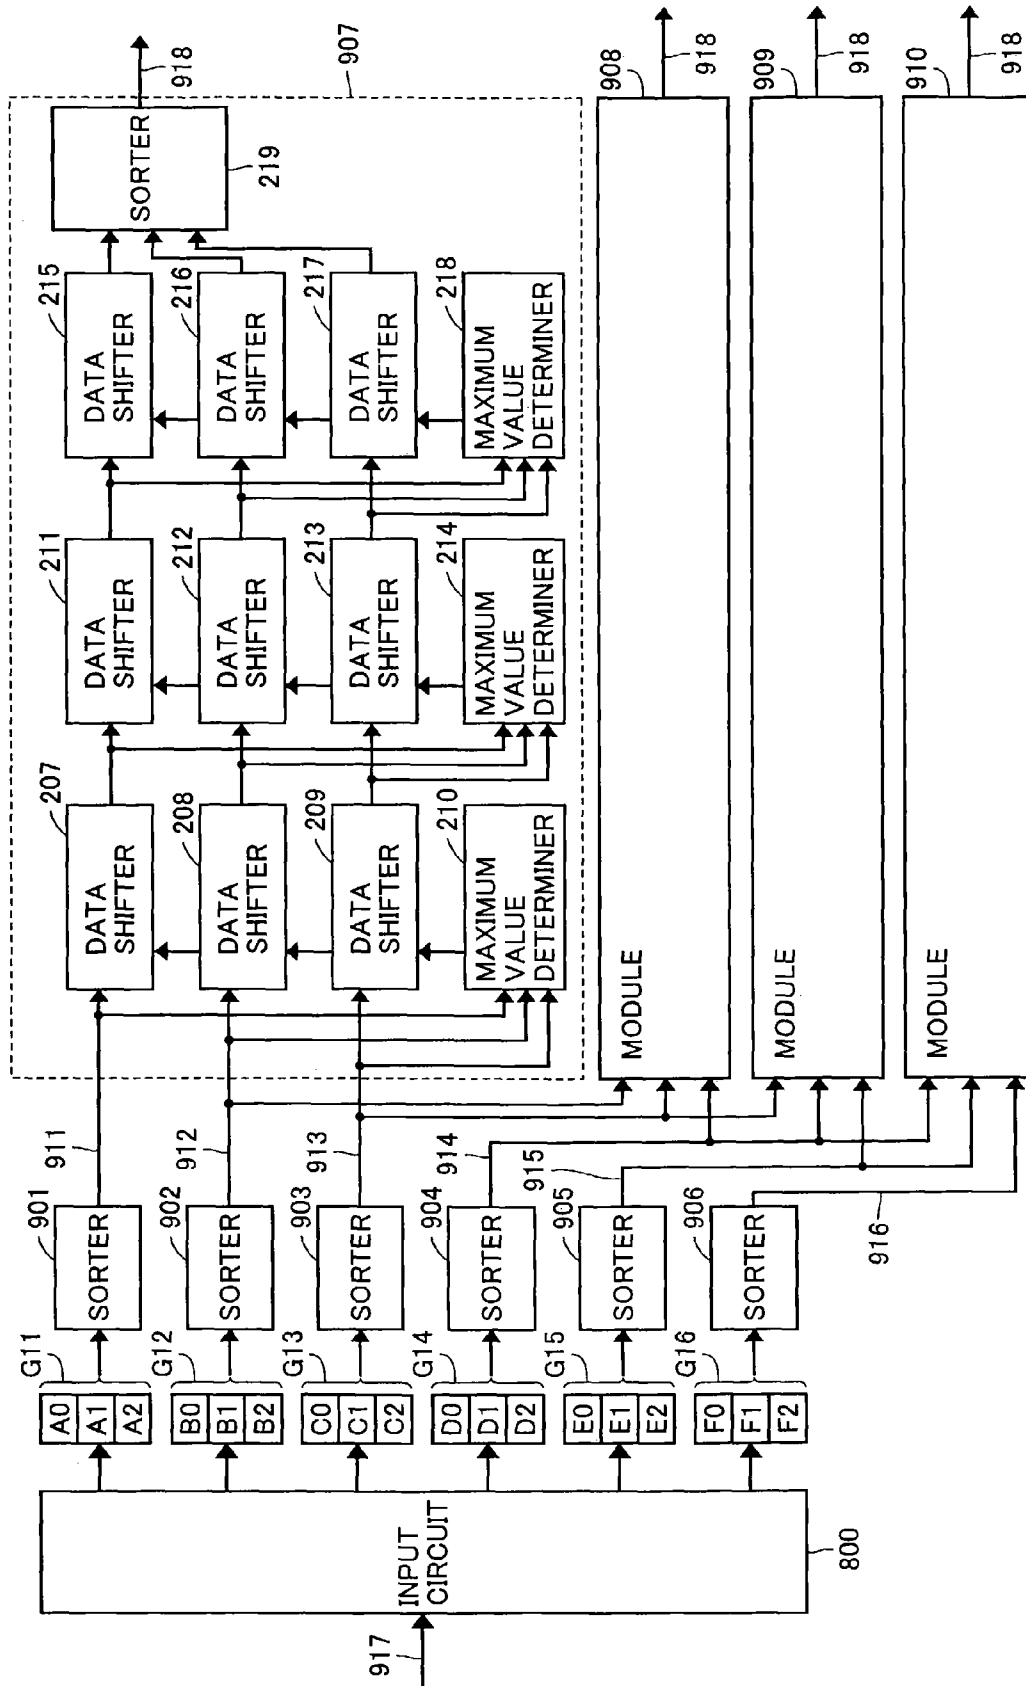 917
INPUT
CIRCUIT
800
A0
A1
A2
G11
B0
B1
B2
G12
C0
C1
C2
G13
D0
D1
D2
G14
E0
E1
E2
G15
F0
F1
F2
G16
SORTER
901
SORTER
902
SORTER
903
SORTER
904
SORTER
905
SORTER
906
911
912
913
914
915
916
DATA
SHIFTER
207
DATA
SHIFTER
208
DATA
SHIFTER
209
MAXIMUM
VALUE
DETERMINER
210
DATA
SHIFTER
211
DATA
SHIFTER
212
DATA
SHIFTER
213
MAXIMUM
VALUE
DETERMINER
214
DATA
SHIFTER
215
DATA
SHIFTER
216
DATA
SHIFTER
217
MAXIMUM
VALUE
DETERMINER
218
SORTER
219
918
907
MODULE
908
918
MODULE
909
918
MODULE
910
918